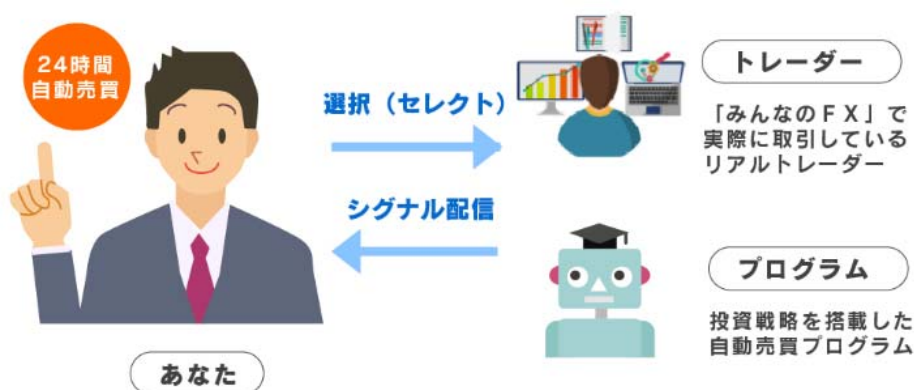 24時間
自動売買
選択（セレクト）
シグナル配信
あなた
トレーダー
「みんなのＦＸ」で
実際に取引している
リアルトレーダー
プログラム
投資戦略を搭載した
自動売買プログラム